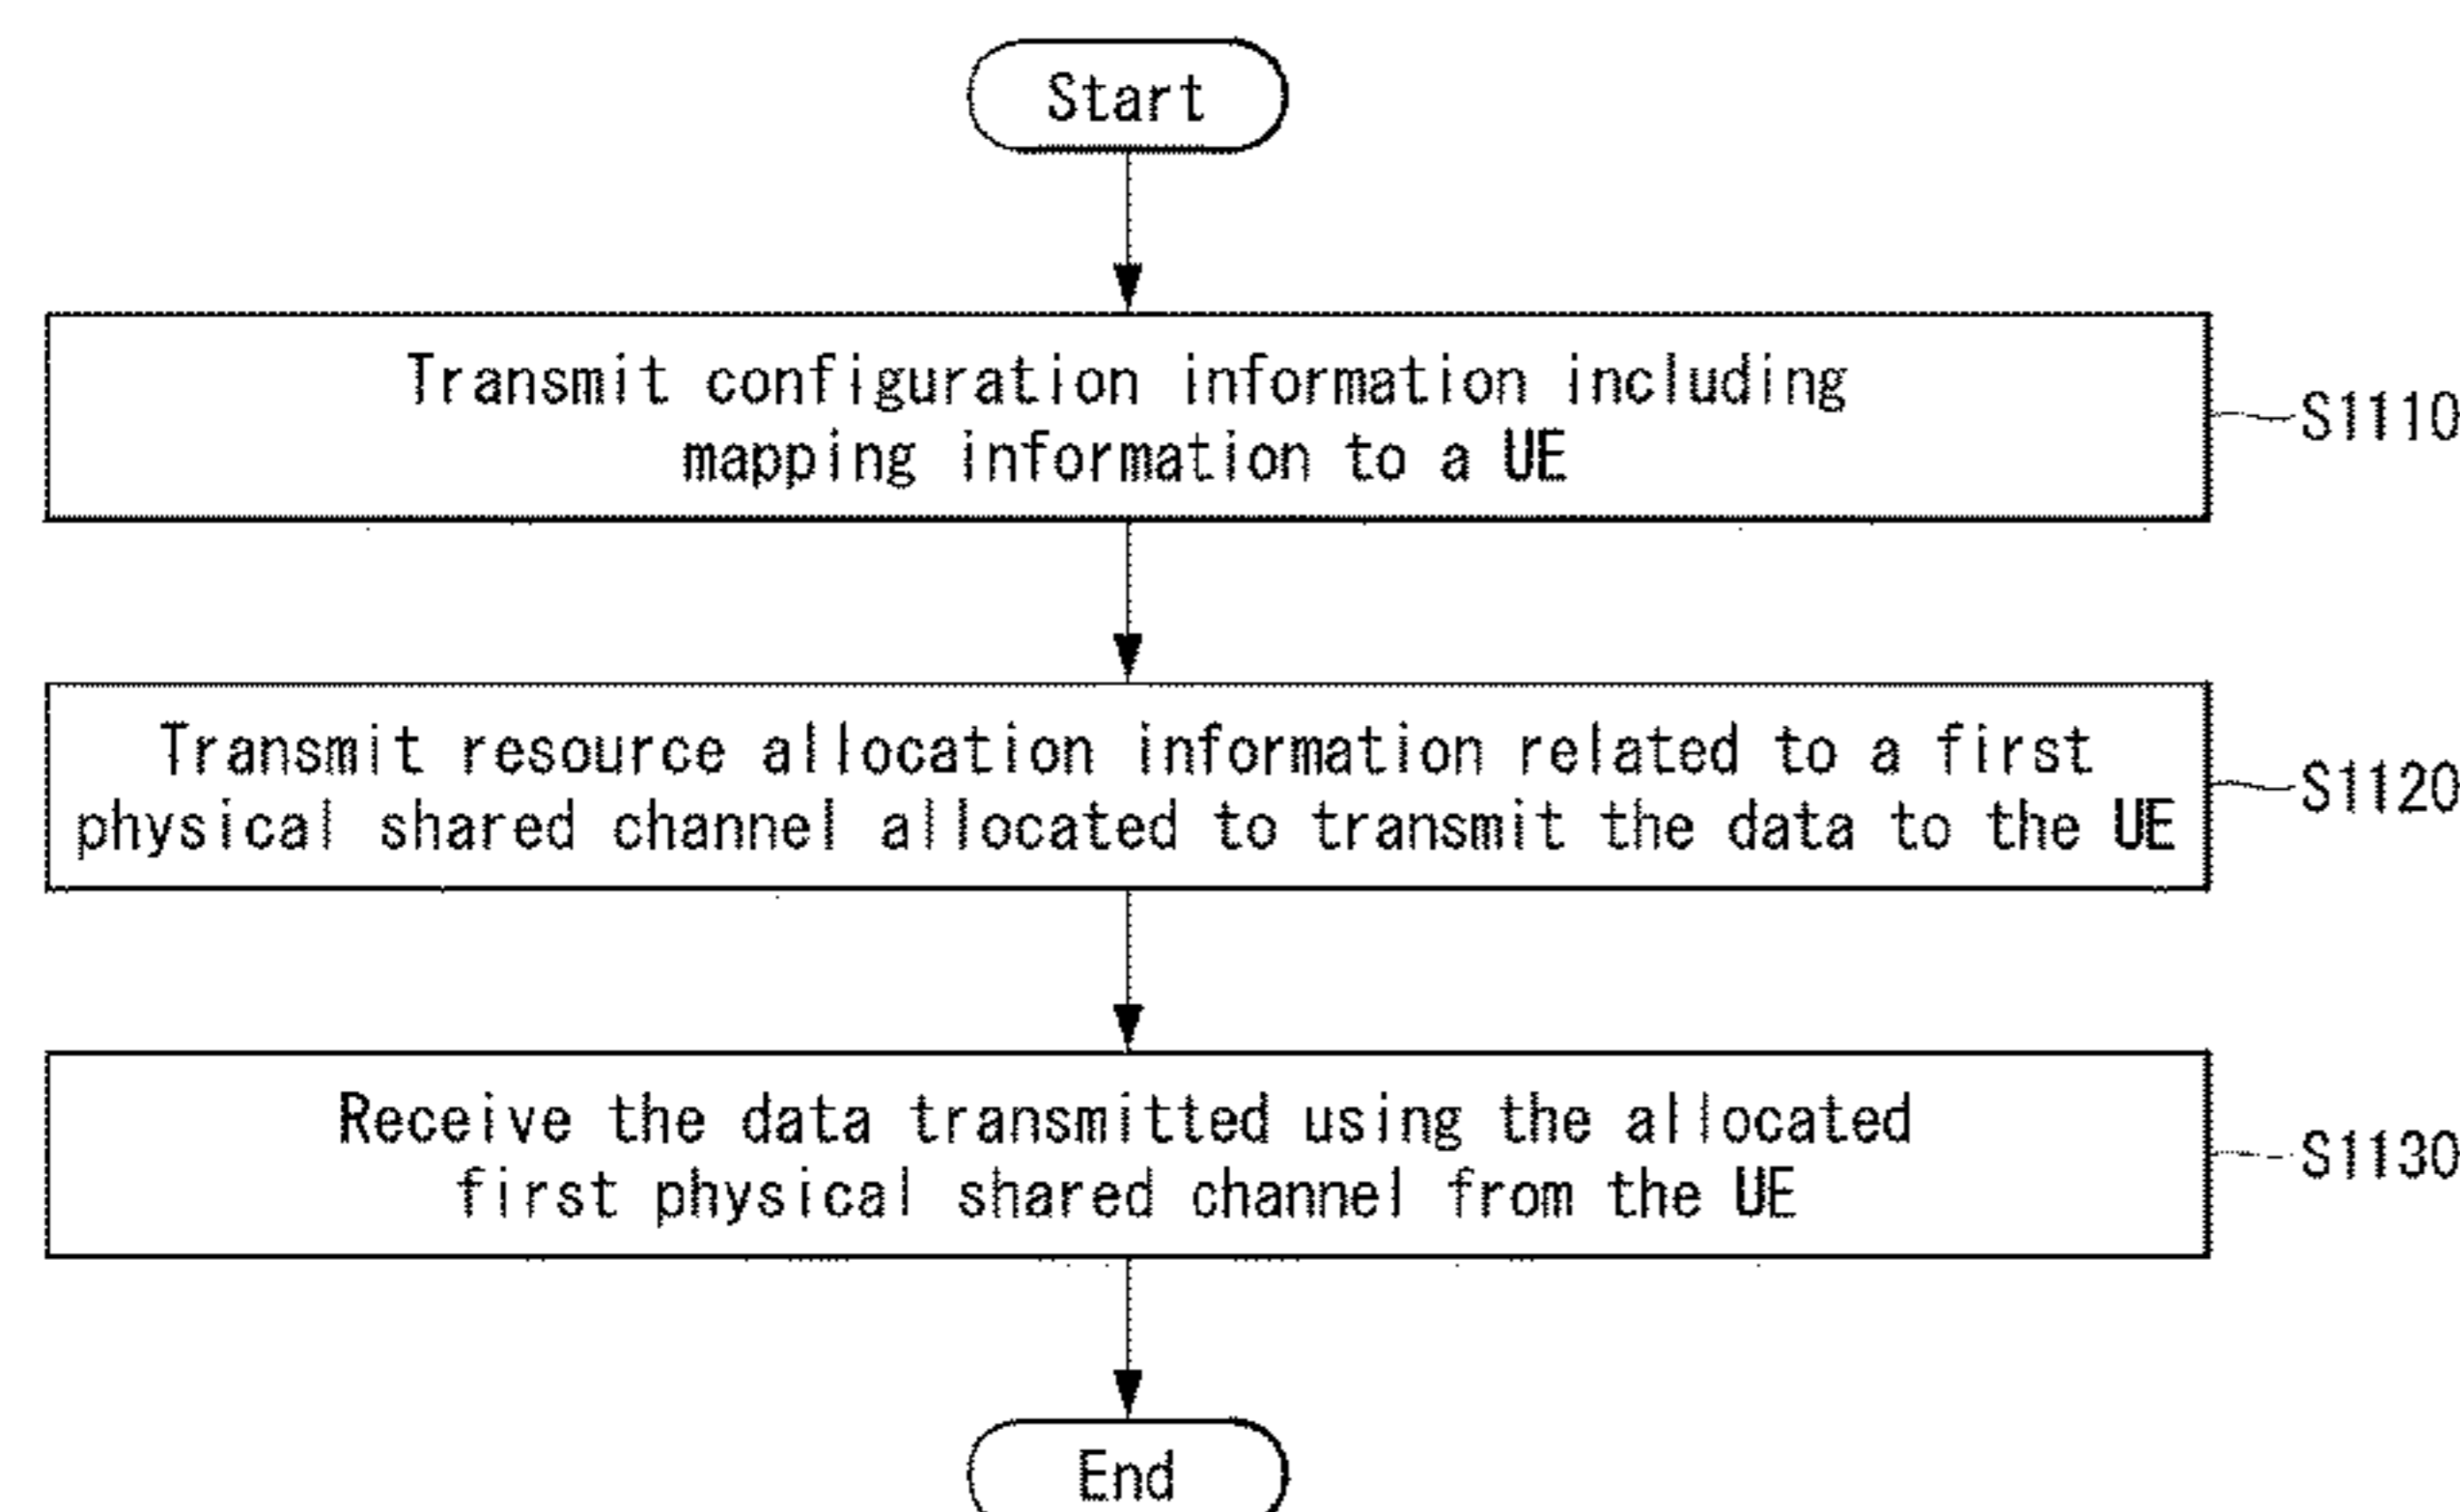 Start
Transmit configuration information including
mapping information to a UE
S1110
Transmit resource allocation information related to a first
physical shared channel allocated to transmit the data to the UE
S1120
Receive the data transmitted using the allocated
first physical shared channel from the UE
S1130
End